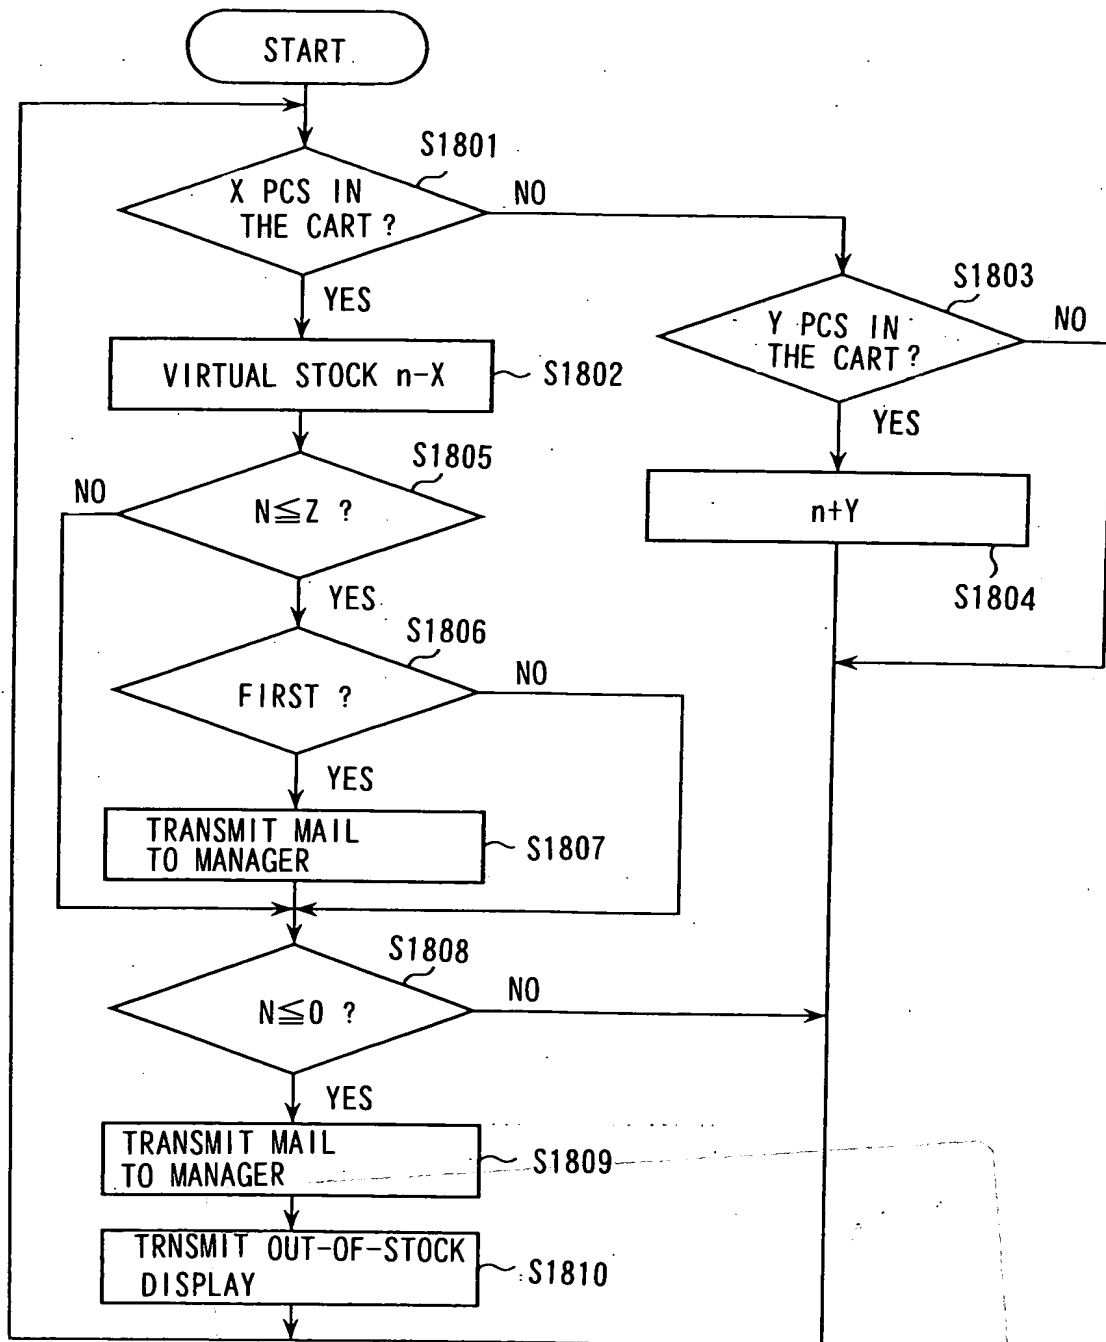 START
S1801
X PCS IN
THE CART ?
NO
YES
S1803
Y PCS IN
THE CART ?
NO
YES
VIRTUAL STOCK n-X
S1802
S1805
NO
N≦Z ?
YES
n+Y
S1804
S1806
FIRST ?
NO
YES
TRANSMIT MAIL
TO MANAGER
S1807
S1808
N≦0 ?
NO
YES
TRANSMIT MAIL
TO MANAGER
S1809
TRNSMIT OUT-OF-STOCK
DISPLAY
S1810